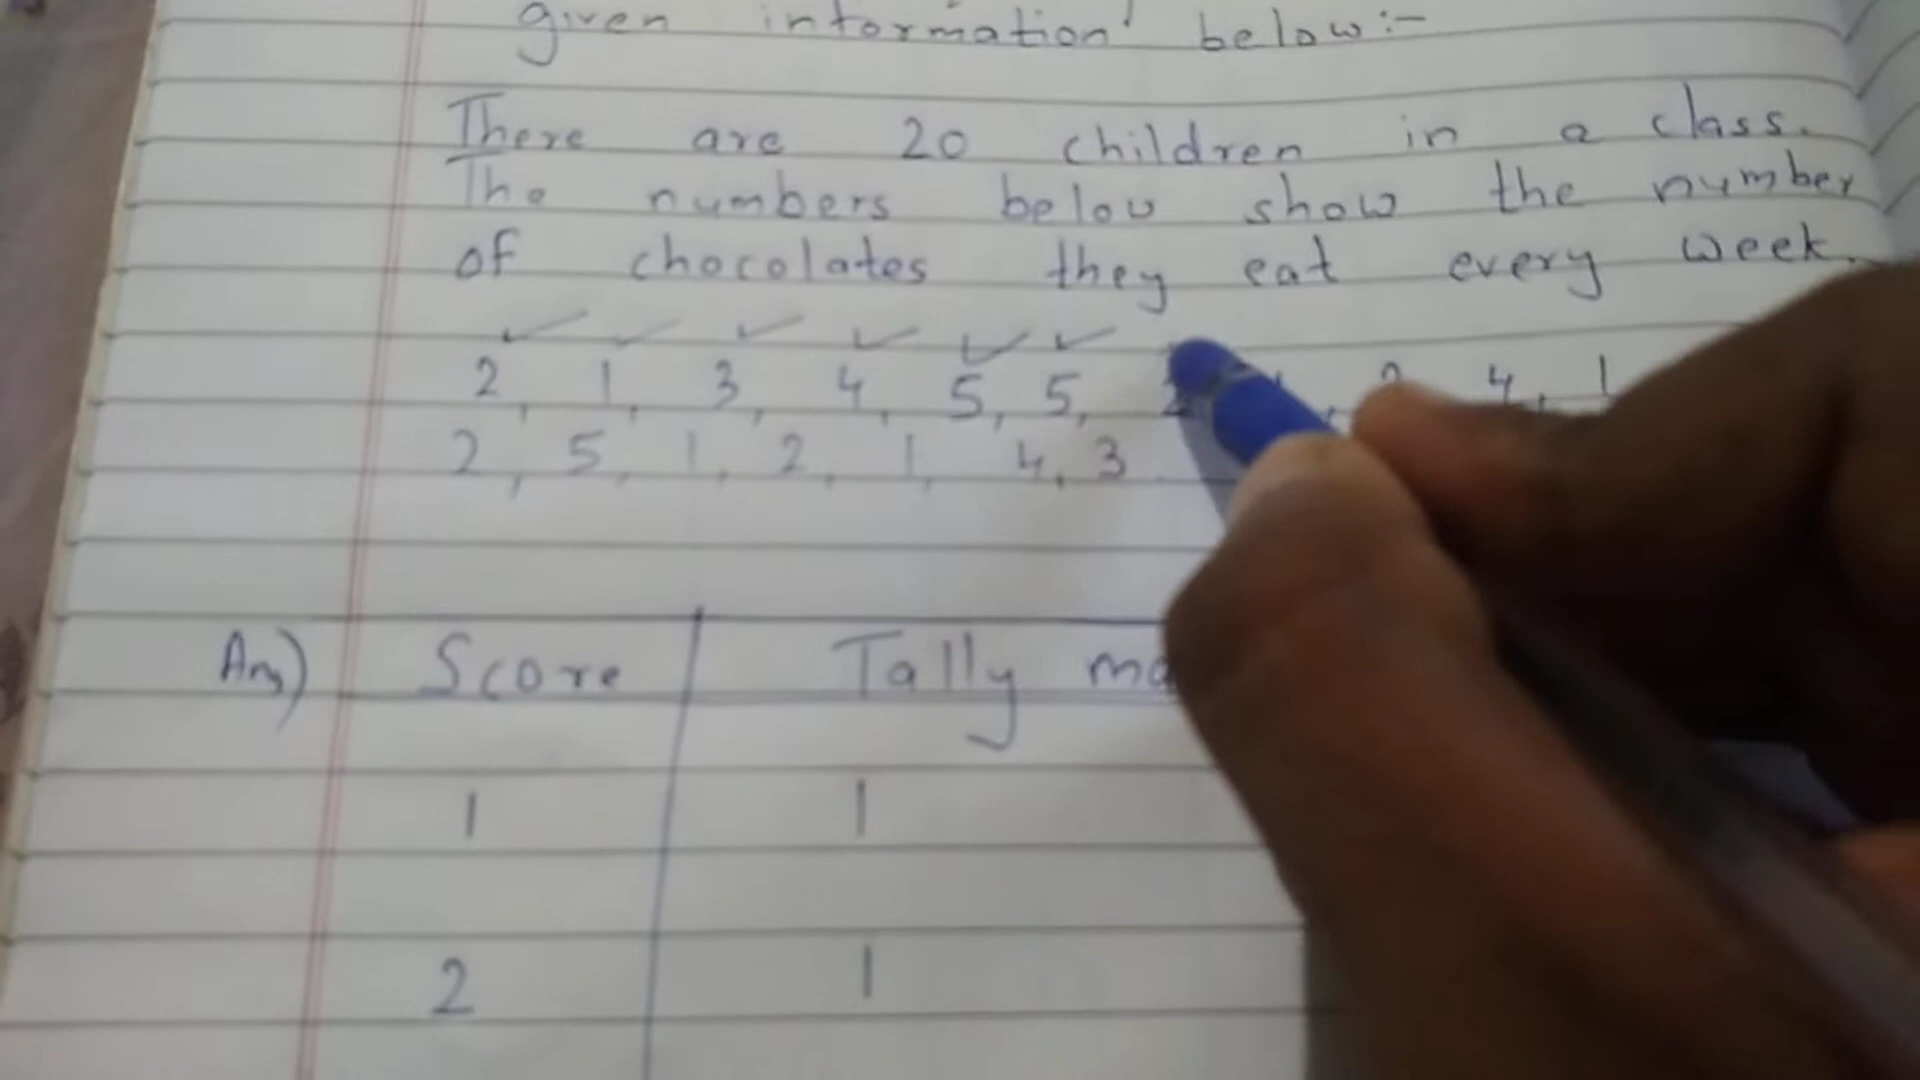 given information below:-
There are 20 children in a class.
The numbers below show the number
of chocolates they eat every week.
2, 1, 3, 4, 5, 5, 4, 1
2, 5, 1, 2, 1, 4, 3
Ans) Score Tally
1 |
2 |